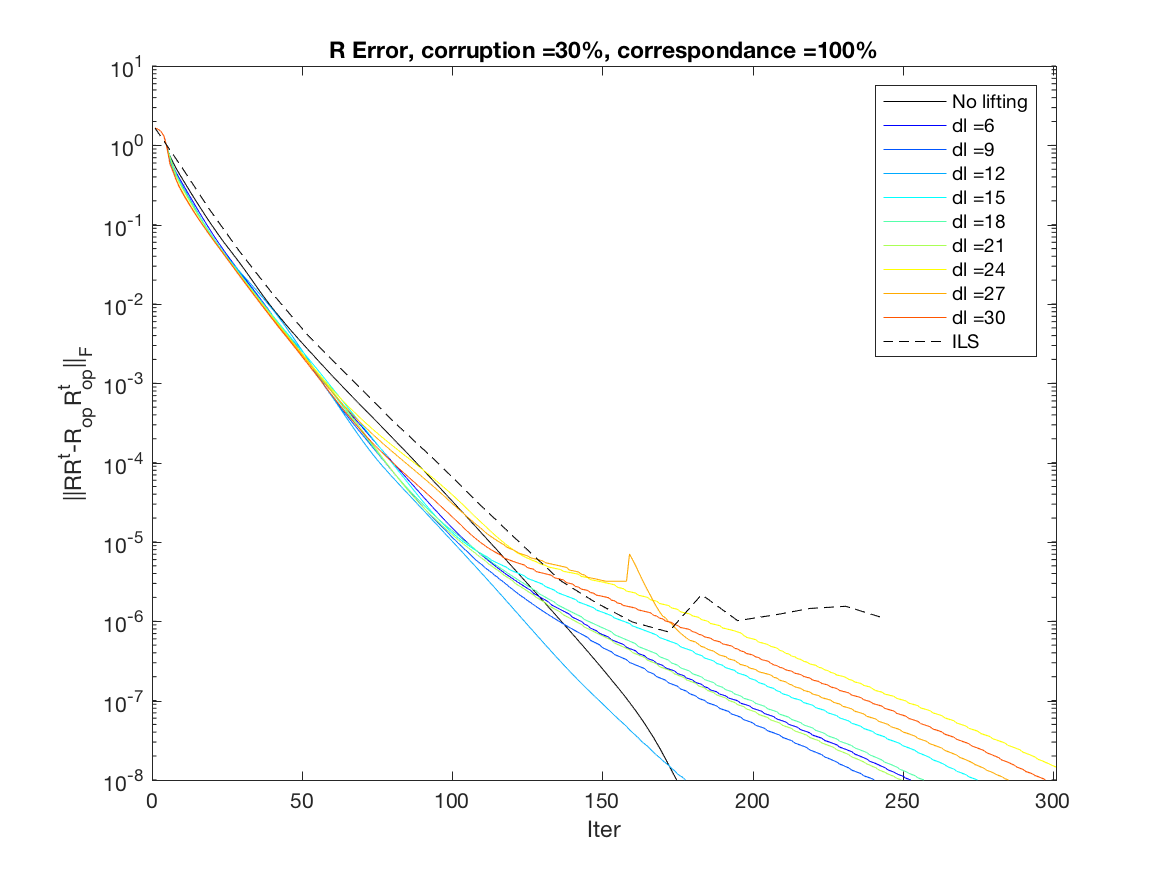 R Error, corruption =30%, correspondance =100%
10^1
10^0
10^-1
10^-2
10^-3
10^-4
10^-5
10^-6
10^-7
10^-8
||RR^t-R_op R_op^t||_F
0 50 100 150 200 250 300
Iter
No lifting
dl =6
dl =9
dl =12
dl =15
dl =18
dl =21
dl =24
dl =27
dl =30
ILS